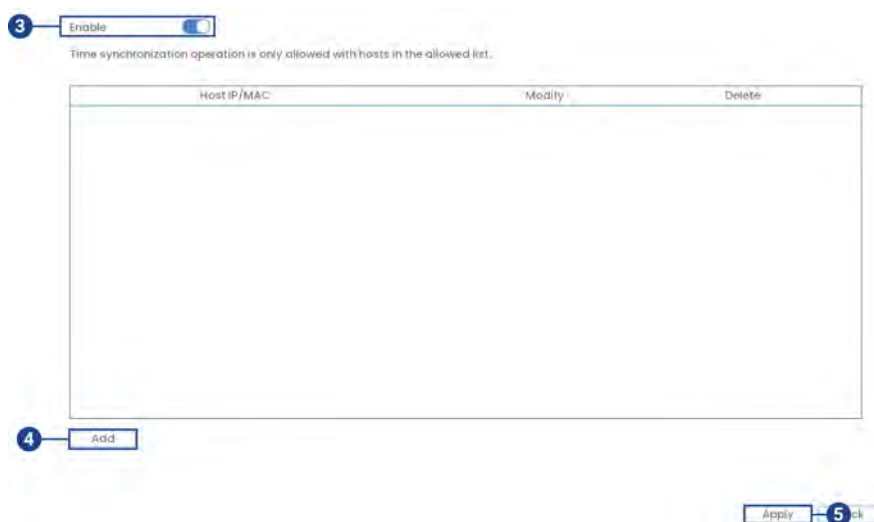 3 Enable
Time synchronization operation is only allowed with hosts in the allowed list.
Host IP/MAC Modify Delete
4 Add
Apply 5 ck